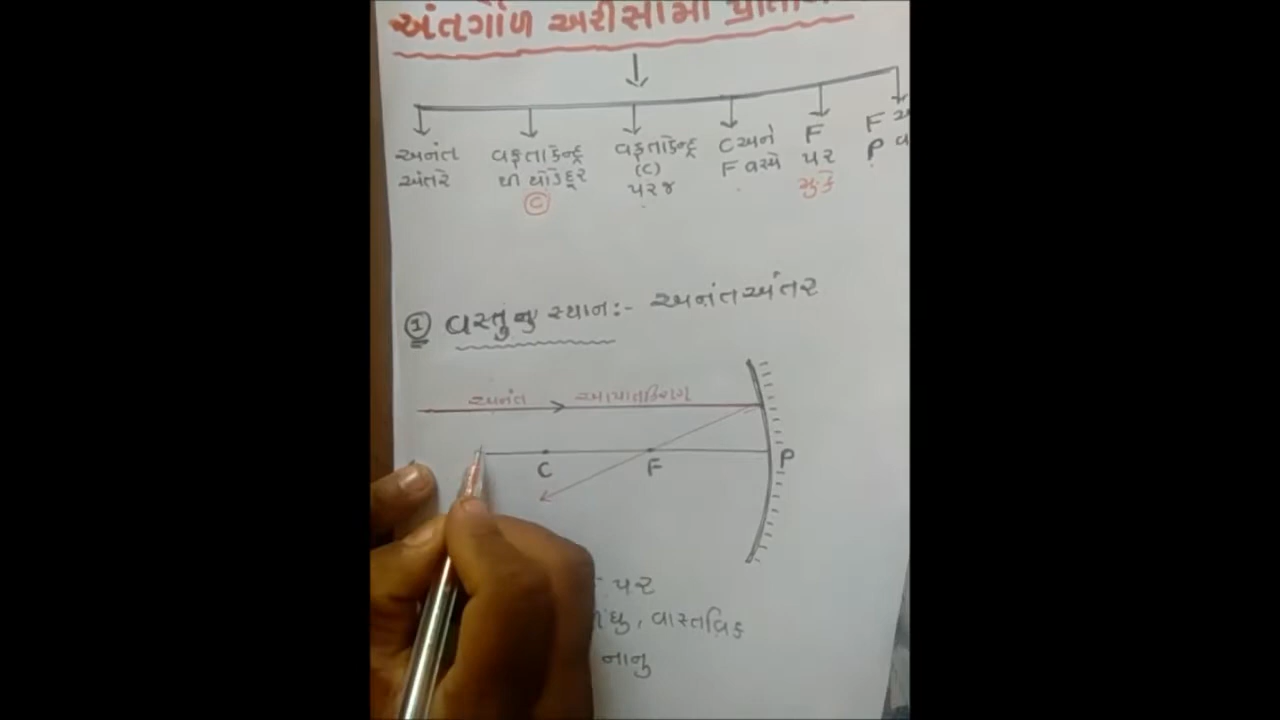 અંતર્ગોળ અરીસામાં
અનંત
અંતરે
વક્રતાકેન્દ્ર
થી થોડેદૂર
C
વક્રતાકેન્દ્ર
(C)
પર જ
C અને
F વચ્ચે
F
પર
મુકે
F
P
1 વસ્તુનુ સ્થાન:- અનંતઅંતર
અનંત આપાતકિરણ
C F P
પર
વાસ્તવિક
નાનુ